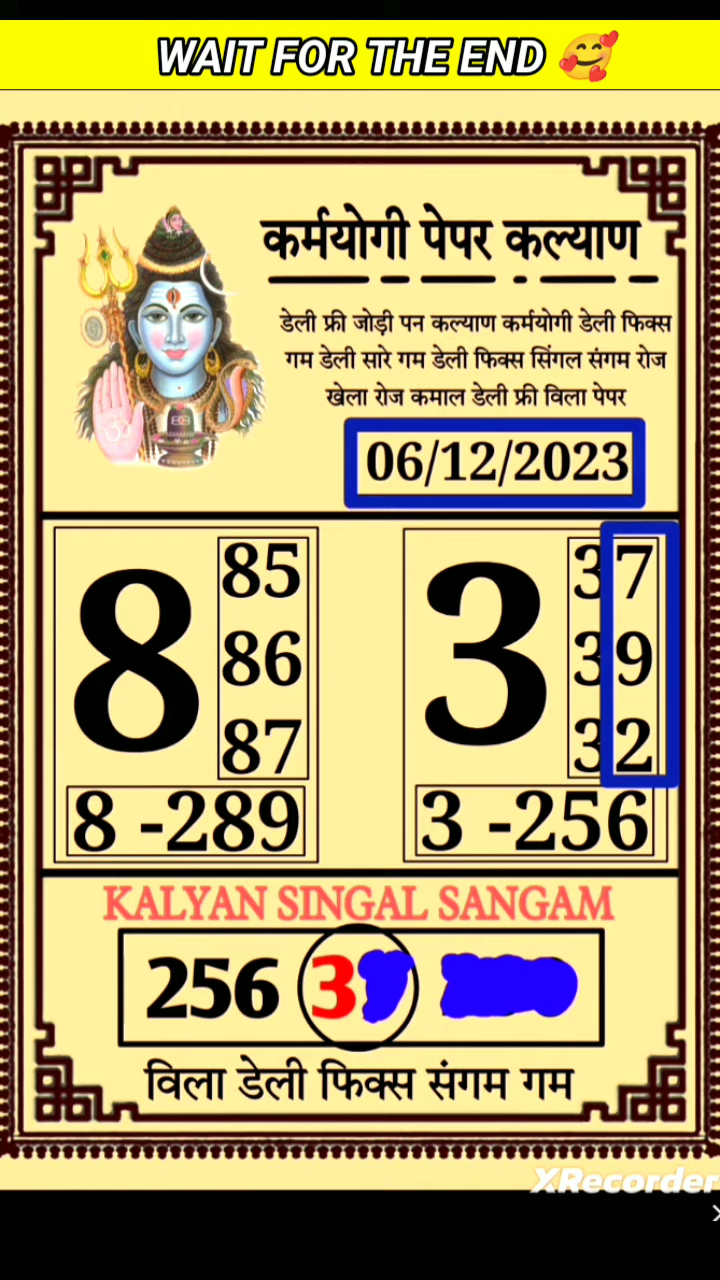 WAIT FOR THE END 🥰
कर्मयोगी पेपर कल्याण
डेली फ्री जोड़ी पन कल्याण कर्मयोगी डेली फिक्स
गम डेली सारे गम डेली फिक्स सिंगल संगम रोज
खेला रोज कमाल डेली फ्री विला पेपर
06/12/2023
8
85
86
87
8 -289
3
37
39
32
3 -256
KALYAN SINGAL SANGAM
256 3
विला डेली फिक्स संगम गम
XRecorder